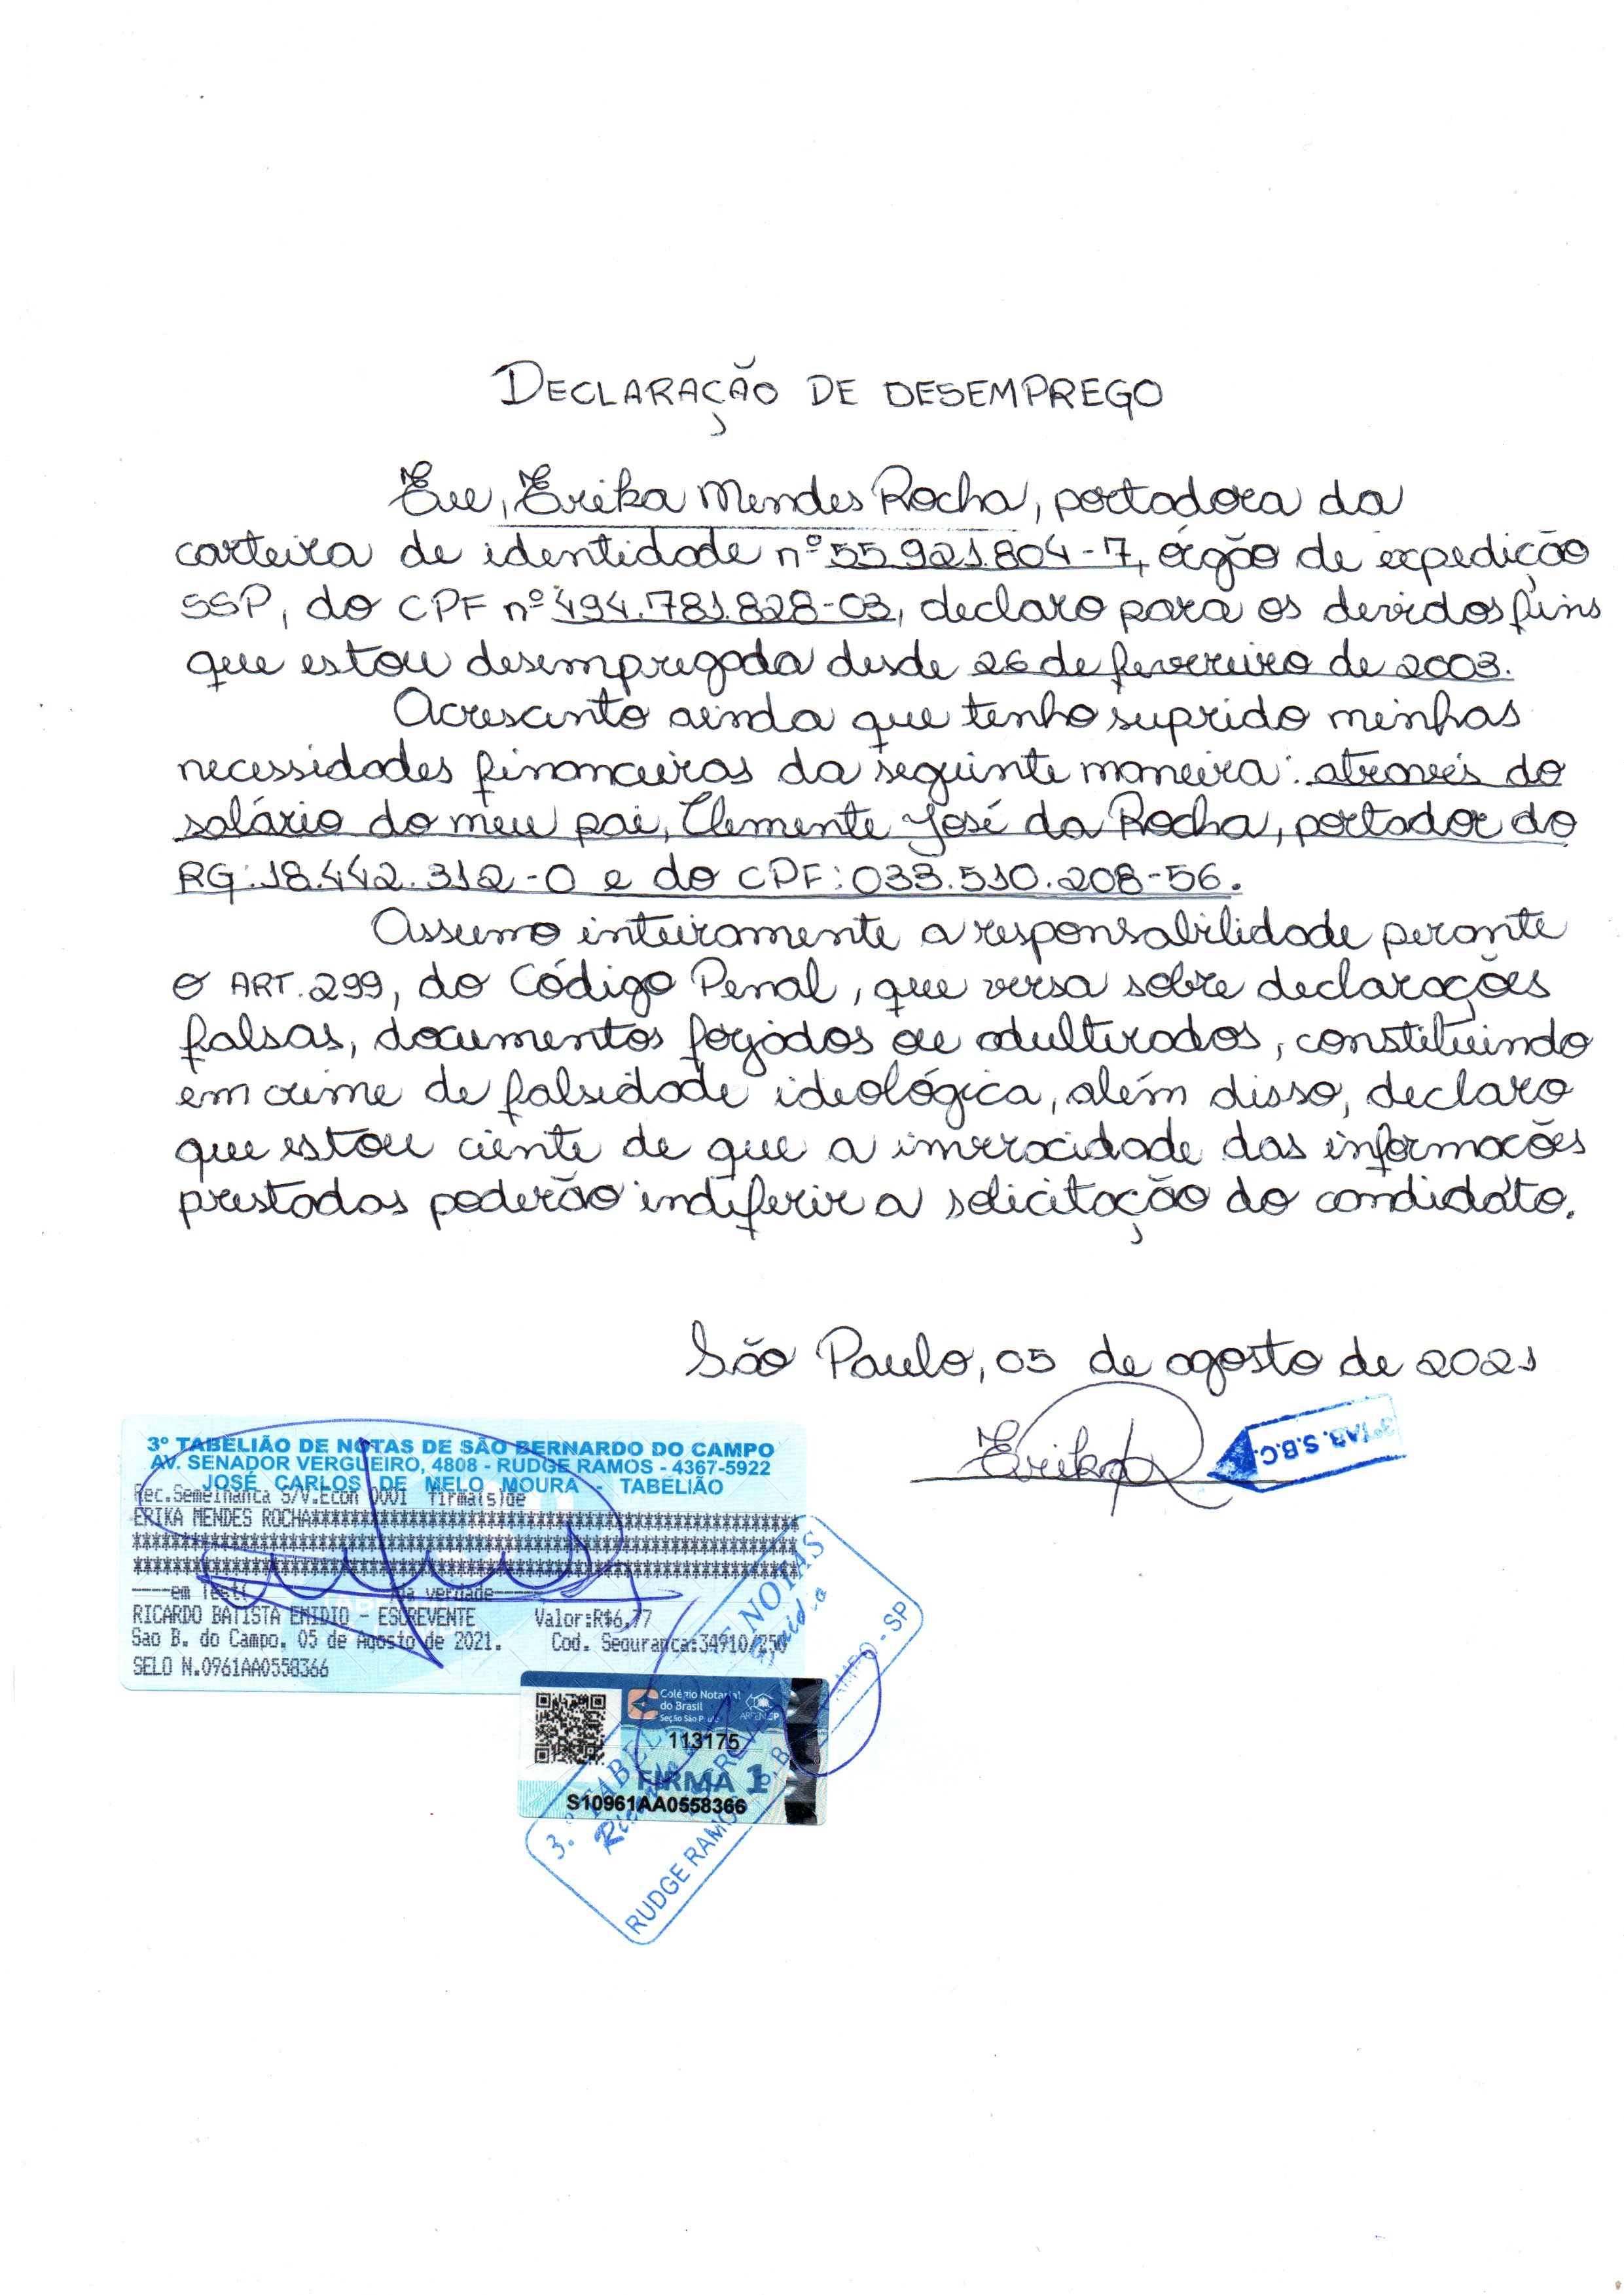 DECLARAÇÃO DE DESEMPREGO
Eu, Erika Mendes Rocha, portadora da
carteira de identidade nº 55.921.804-7, órgão de expedição
SSP, do CPF nº 494.781.828-03, declaro para os devidos fins
que estou desempregada desde 26 de fevereiro de 2003.
Acrescento ainda que tenho suprido minhas
necessidades financeiras da seguinte maneira: através do
salário do meu pai, Clemente José da Rocha, portador do
RG: 18.442.312-0 e do CPF: 033.510.208-56.
Assumo inteiramente a responsabilidade perante
o ART. 299, do Código Penal, que versa sobre declarações
falsas, documentos forjados ou adulterados, constituindo
em crime de falsidade ideológica, além disso, declaro
que estou ciente de que a inveracidade das informacões
prestadas poderão indiferir a solicitação do candidato.
São Paulo, 05 de agosto de 2021
Erika
3º TAB. S.B.C.
3º TABELIÃO DE NOTAS DE SÃO BERNARDO DO CAMPO
AV. SENADOR VERGUEIRO, 4808 - RUDGE RAMOS - 4367-5922
JOSÉ CARLOS DE MELO MOURA - TABELIÃO
Rec.Semelhanca S/V.Econ 0001 firma(s)de
ERIKA MENDES ROCHA**************************************************
********************************************************************
********************************************************************
----em Test( da verdade-----
RICARDO BATISTA EMIDIO - ESCREVENTE Valor:R$6,77
Sao B. do Campo, 05 de Agosto de 2021. Cod. Seguranca:34910/250
SELO N.0961AA0558366
Colégio Notarial
do Brasil
Seção São Paulo
ARPEN SP
113175
FIRMA 1
S10961AA0558366
3.º TABEL E NOTAS
RUDGE RAMOS S. B. AMPO - SP